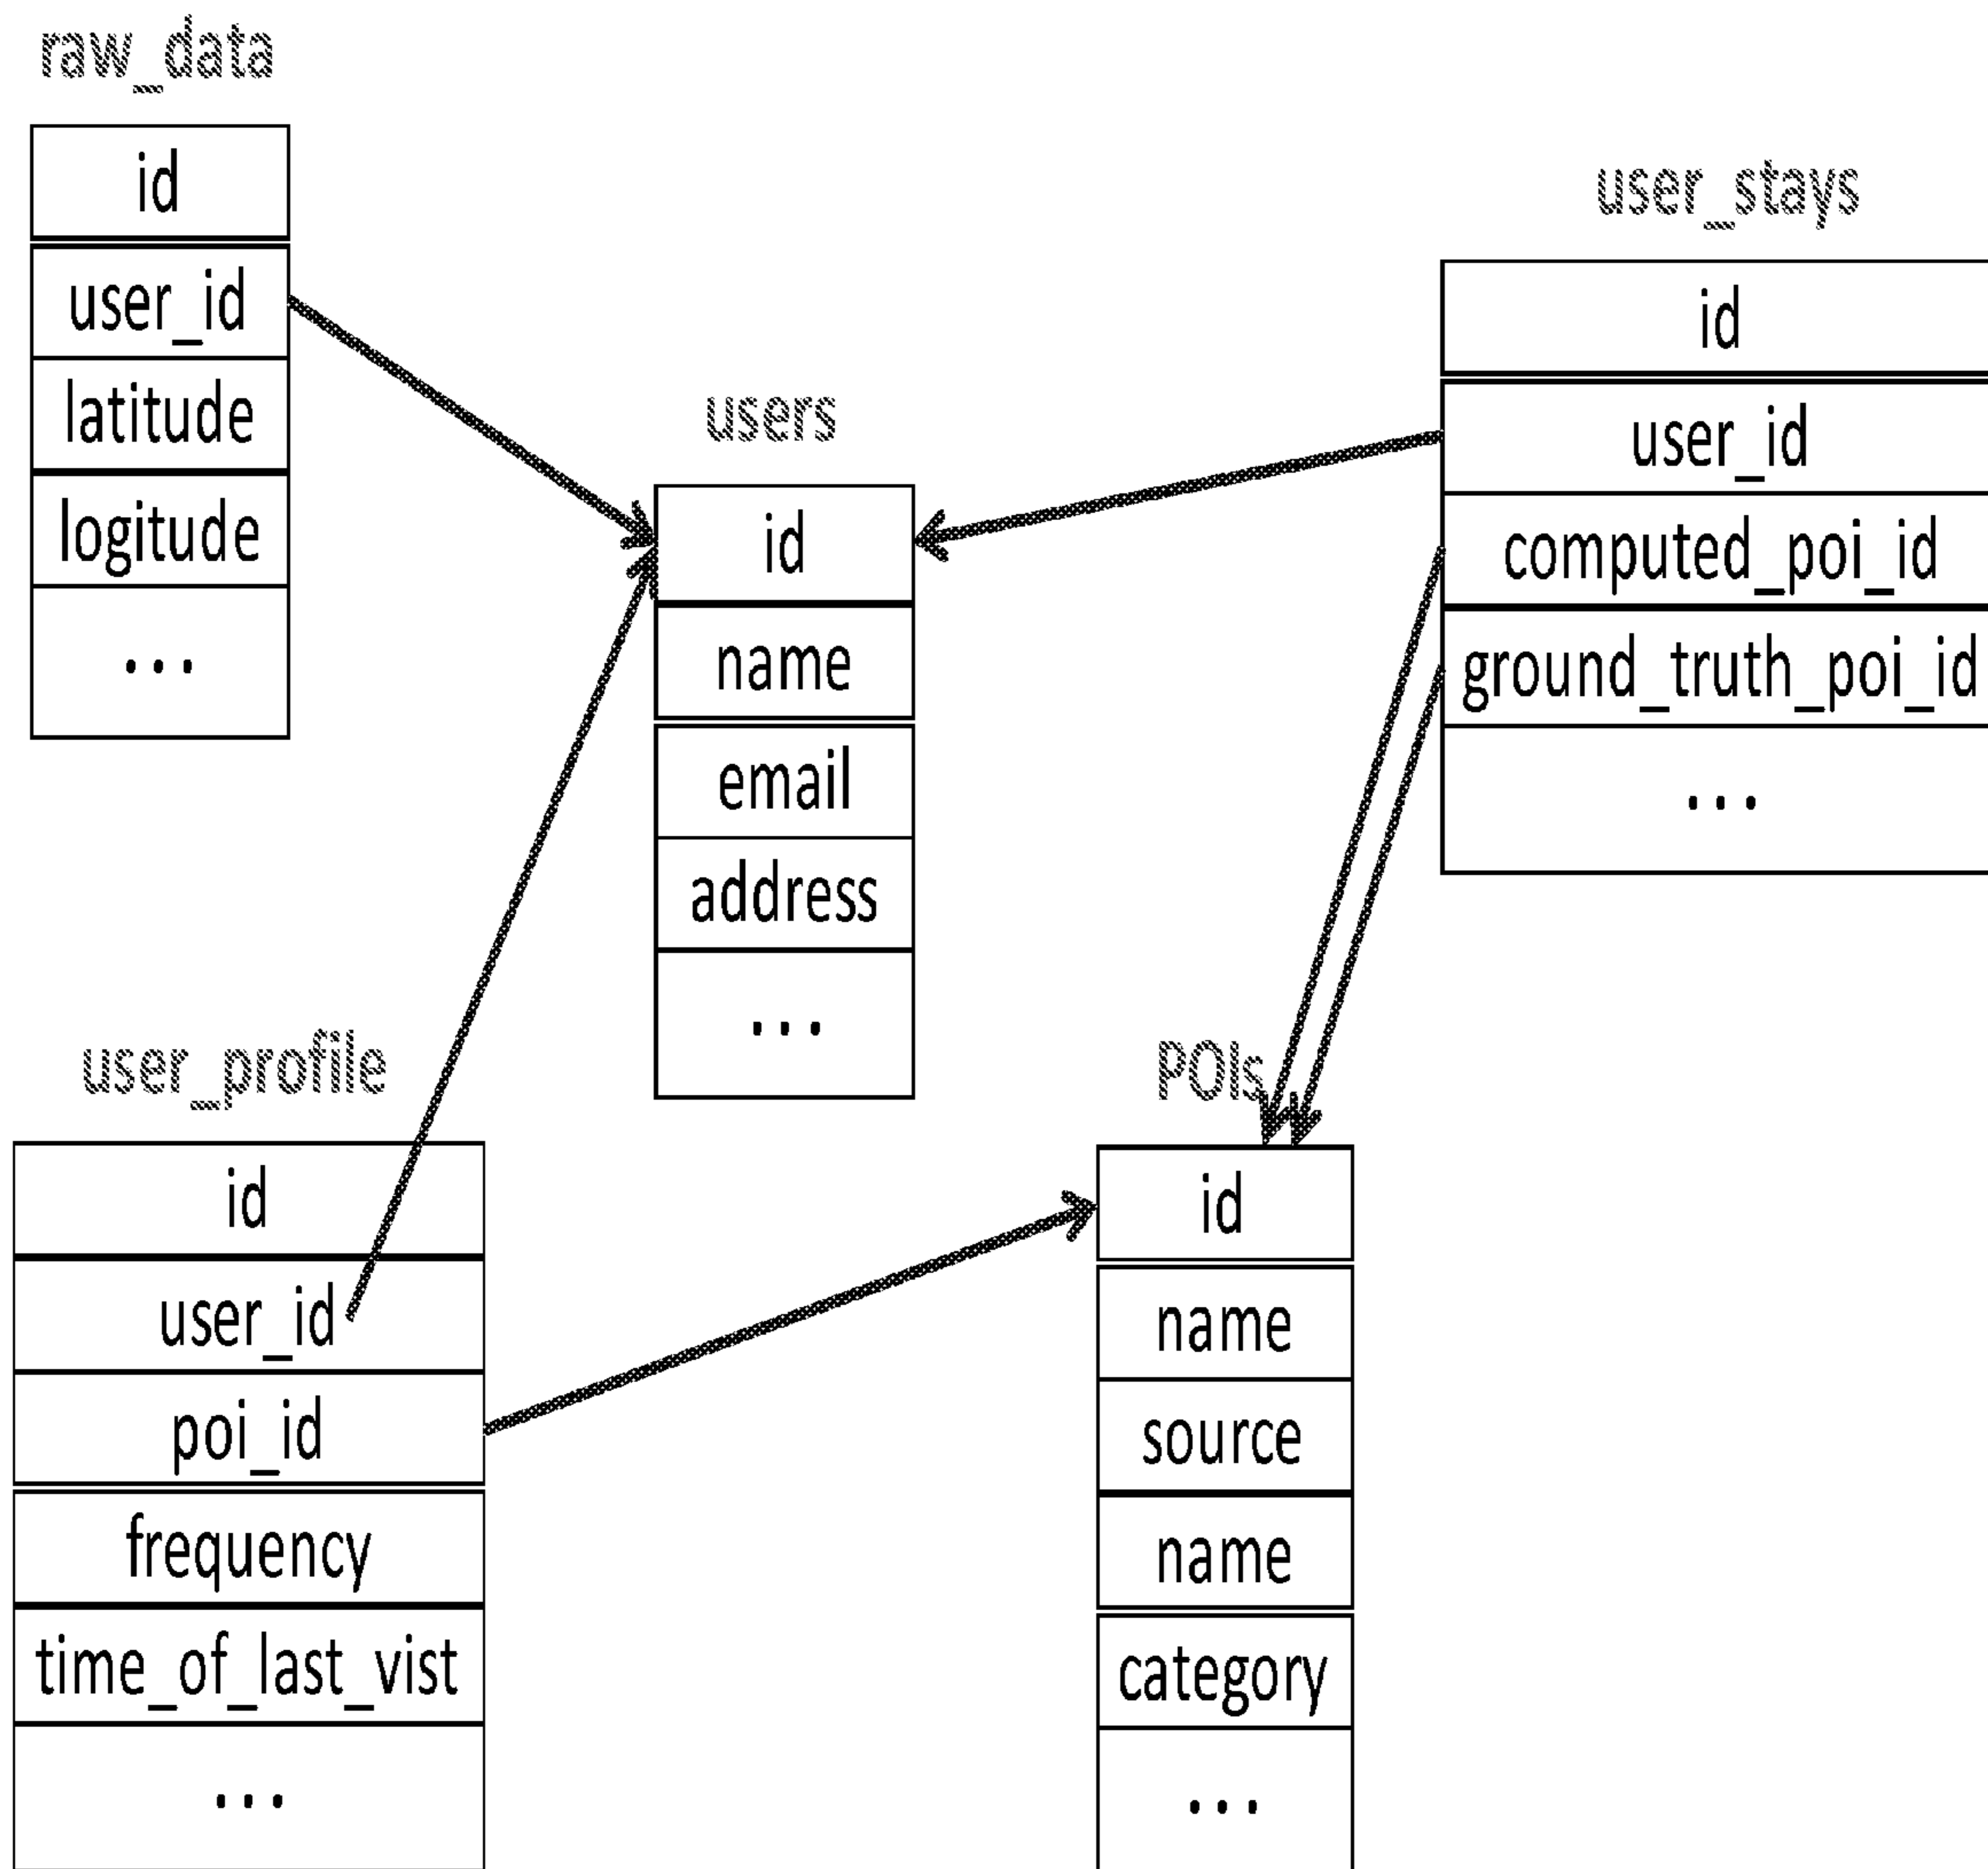 raw_data
id
user_id
latitude
logitude
...
users
id
name
email
address
...
user_stays
id
user_id
computed_poi_id
ground_truth_poi_id
...
user_profile
id
user_id
poi_id
frequency
time_of_last_vist
...
POIs
id
name
source
name
category
...